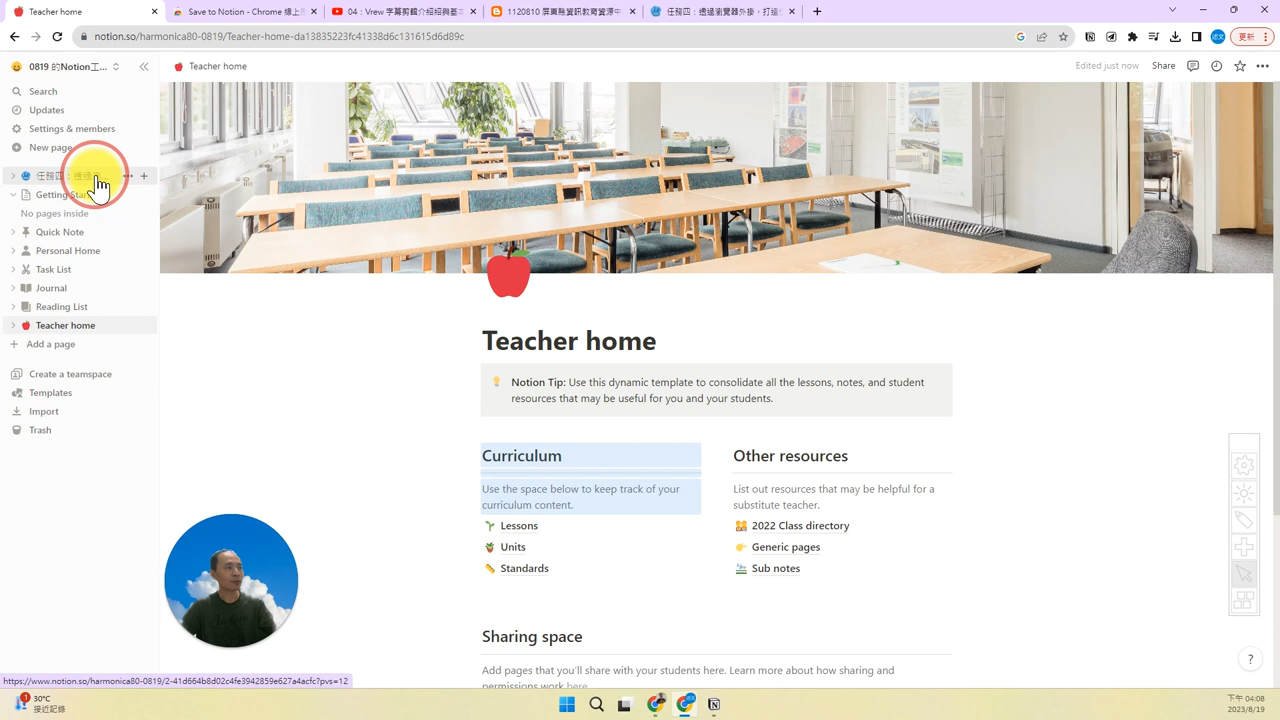 Teacher home
Save to Notion - Chrome 線上應
04：Vrew 字幕剪輯介紹紹與基本
1120810 屏東縣資訊教育資源中
任務四：透過瀏覽器外掛，打造個
notion.so/harmonica80-0819/Teacher-home-da13835223fc41338d6c131615d6d89c
更新
0819 的Notion工...
Teacher home
Edited just now
Share
Search
Updates
Settings & members
New page
任務四：透過
Getting Star
No pages inside
Quick Note
Personal Home
Task List
Journal
Reading List
Teacher home
Add a page
Create a teamspace
Templates
Import
Trash
Teacher home
Notion Tip: Use this dynamic template to consolidate all the lessons, notes, and student
resources that may be useful for you and your students.
Curriculum
Use the space below to keep track of your
curriculum content.
Lessons
Units
Standards
Other resources
List out resources that may be helpful for a
substitute teacher.
2022 Class directory
Generic pages
Sub notes
Sharing space
Add pages that you'll share with your students here. Learn more about how sharing and
permissions work here.
?
https://www.notion.so/harmonica80-0819/2-41d664b8d02c4fe3942859e627a4acfc?pvs=12
1
30°C
接近記錄
下午 04:08
2023/8/19